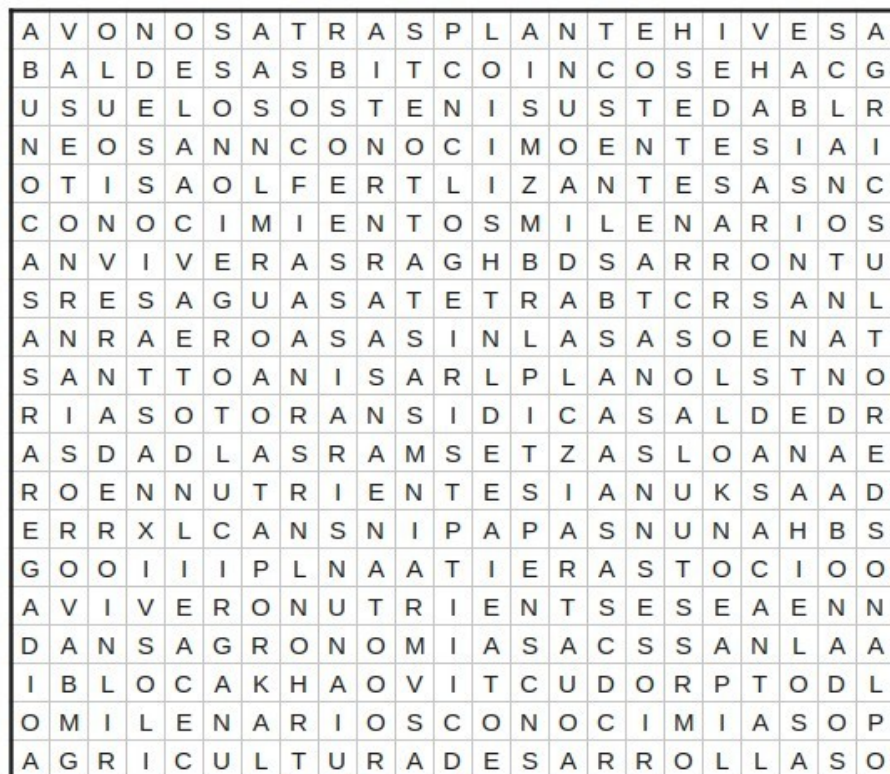 A V O N O S A T R A S P L A N T E H I V E S A
B A L D E S A S B I T C O I N C O S E H A C G
U S U E L O S O S T E N I S U S T E D A B L R
N E O S A N N C O N O C I M O E N T E S I A I
O T I S A O L F E R T L I Z A N T E S A S N C
C O N O C I M I E N T O S M I L E N A R I O S
A N V I V E R A S R A G H B D S A R R O N T U
S R E S A G U A S A T E T R A B T C R S A N L
A N R A E R O A S A S I N L A S A S O E N A T
S A N T T O A N I S A R L P L A N O L S T N O
R I A S O T O R A N S I D I C A S A L D E D R
A S D A D L A S R A M S E T Z A S L O A N A E
R O E N N U T R I E N T E S I A N U K S A A D
E R R X L C A N S N I P A P A S N U N A H B S
G O O I I I P L N A A T I E R A S T O C I O O
A V I V E R O N U T R I E N T S E S E A E N N
D A N S A G R O N O M I A S A C S S A N L A A
I B L O C A K H A O V I T C U D O R P T O D L
O M I L E N A R I O S C O N O C I M I A S O P
A G R I C U L T U R A D E S A R R O L L A S O